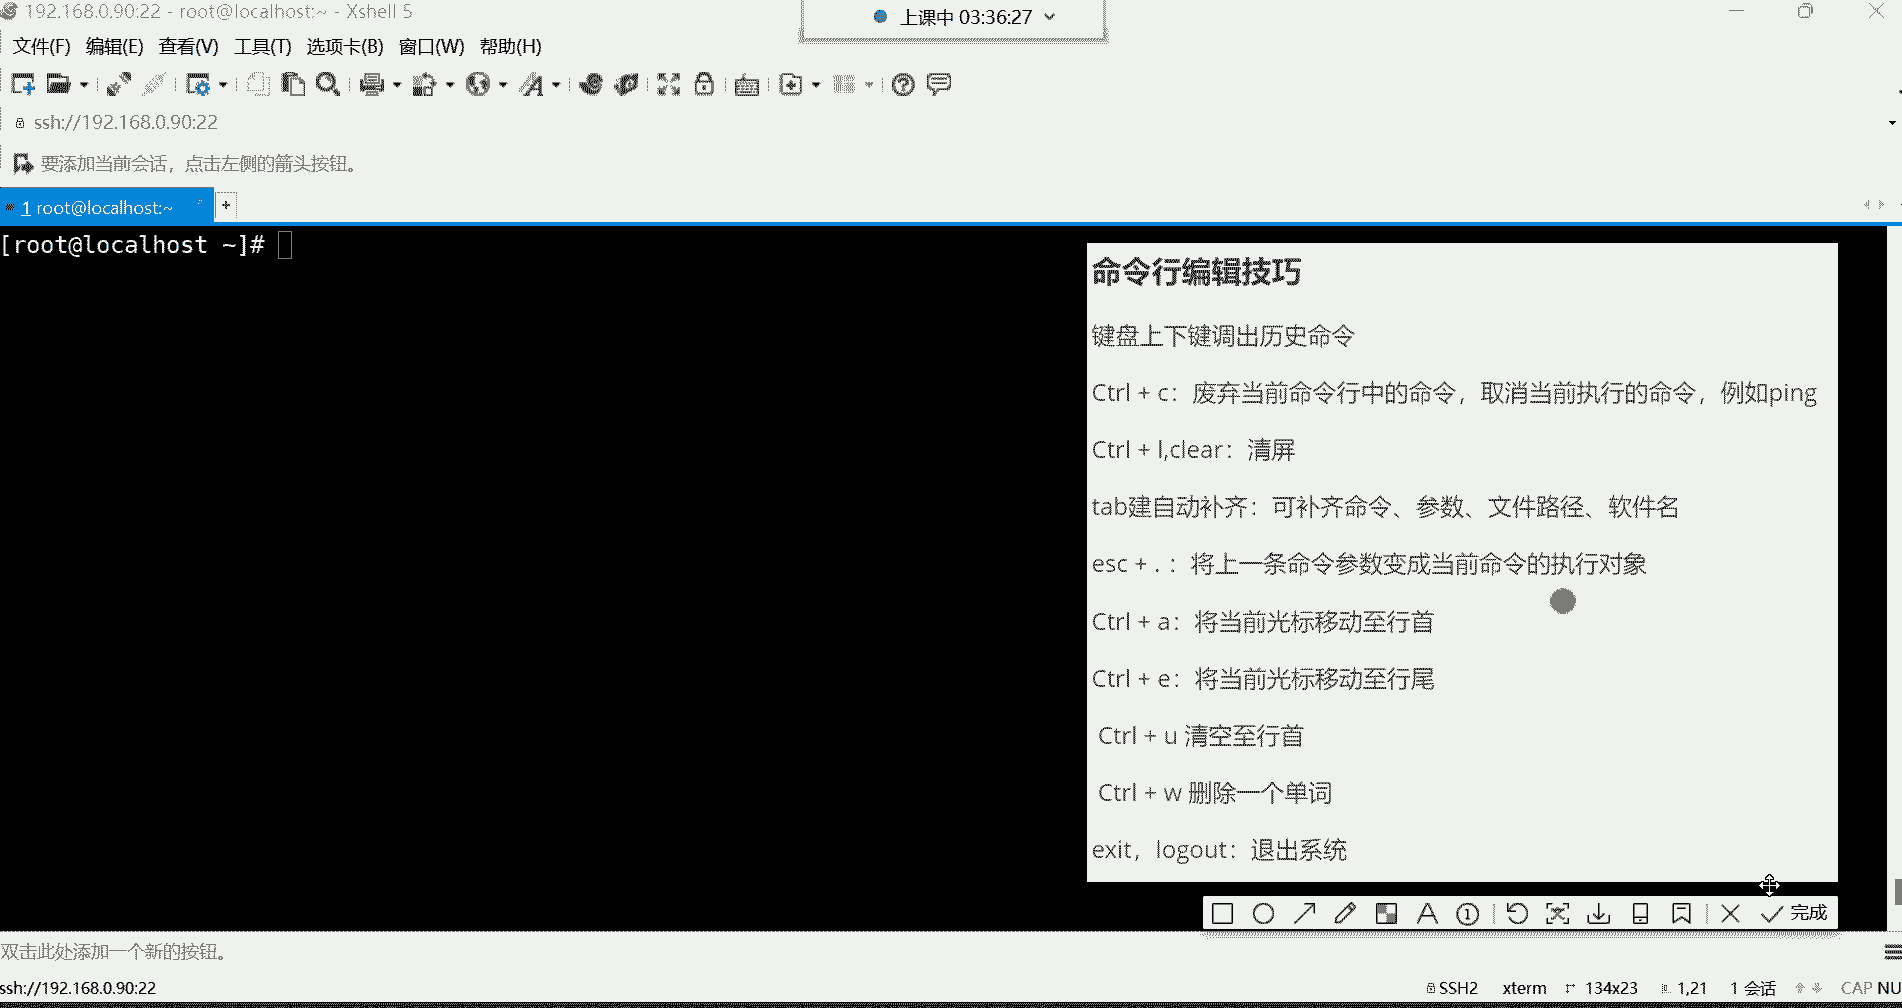 192.168.0.90:22 - root@localhost:~ - Xshell 5
上课中 03:36:27
文件(F) 编辑(E) 查看(V) 工具(T) 选项卡(B) 窗口(W) 帮助(H)
ssh://192.168.0.90:22
要添加当前会话，点击左侧的箭头按钮。
1 root@localhost:~
[root@localhost ~]#
命令行编辑技巧
键盘上下键调出历史命令
Ctrl + c：废弃当前命令行中的命令，取消当前执行的命令，例如ping
Ctrl + l,clear：清屏
tab建自动补齐：可补齐命令、参数、文件路径、软件名
esc + .：将上一条命令参数变成当前命令的执行对象
Ctrl + a：将当前光标移动至行首
Ctrl + e：将当前光标移动至行尾
Ctrl + u 清空至行首
Ctrl + w 删除一个单词
exit，logout：退出系统
完成
双击此处添加一个新的按钮。
ssh://192.168.0.90:22 SSH2 xterm 134x23 1,21 1 会话 CAP NU